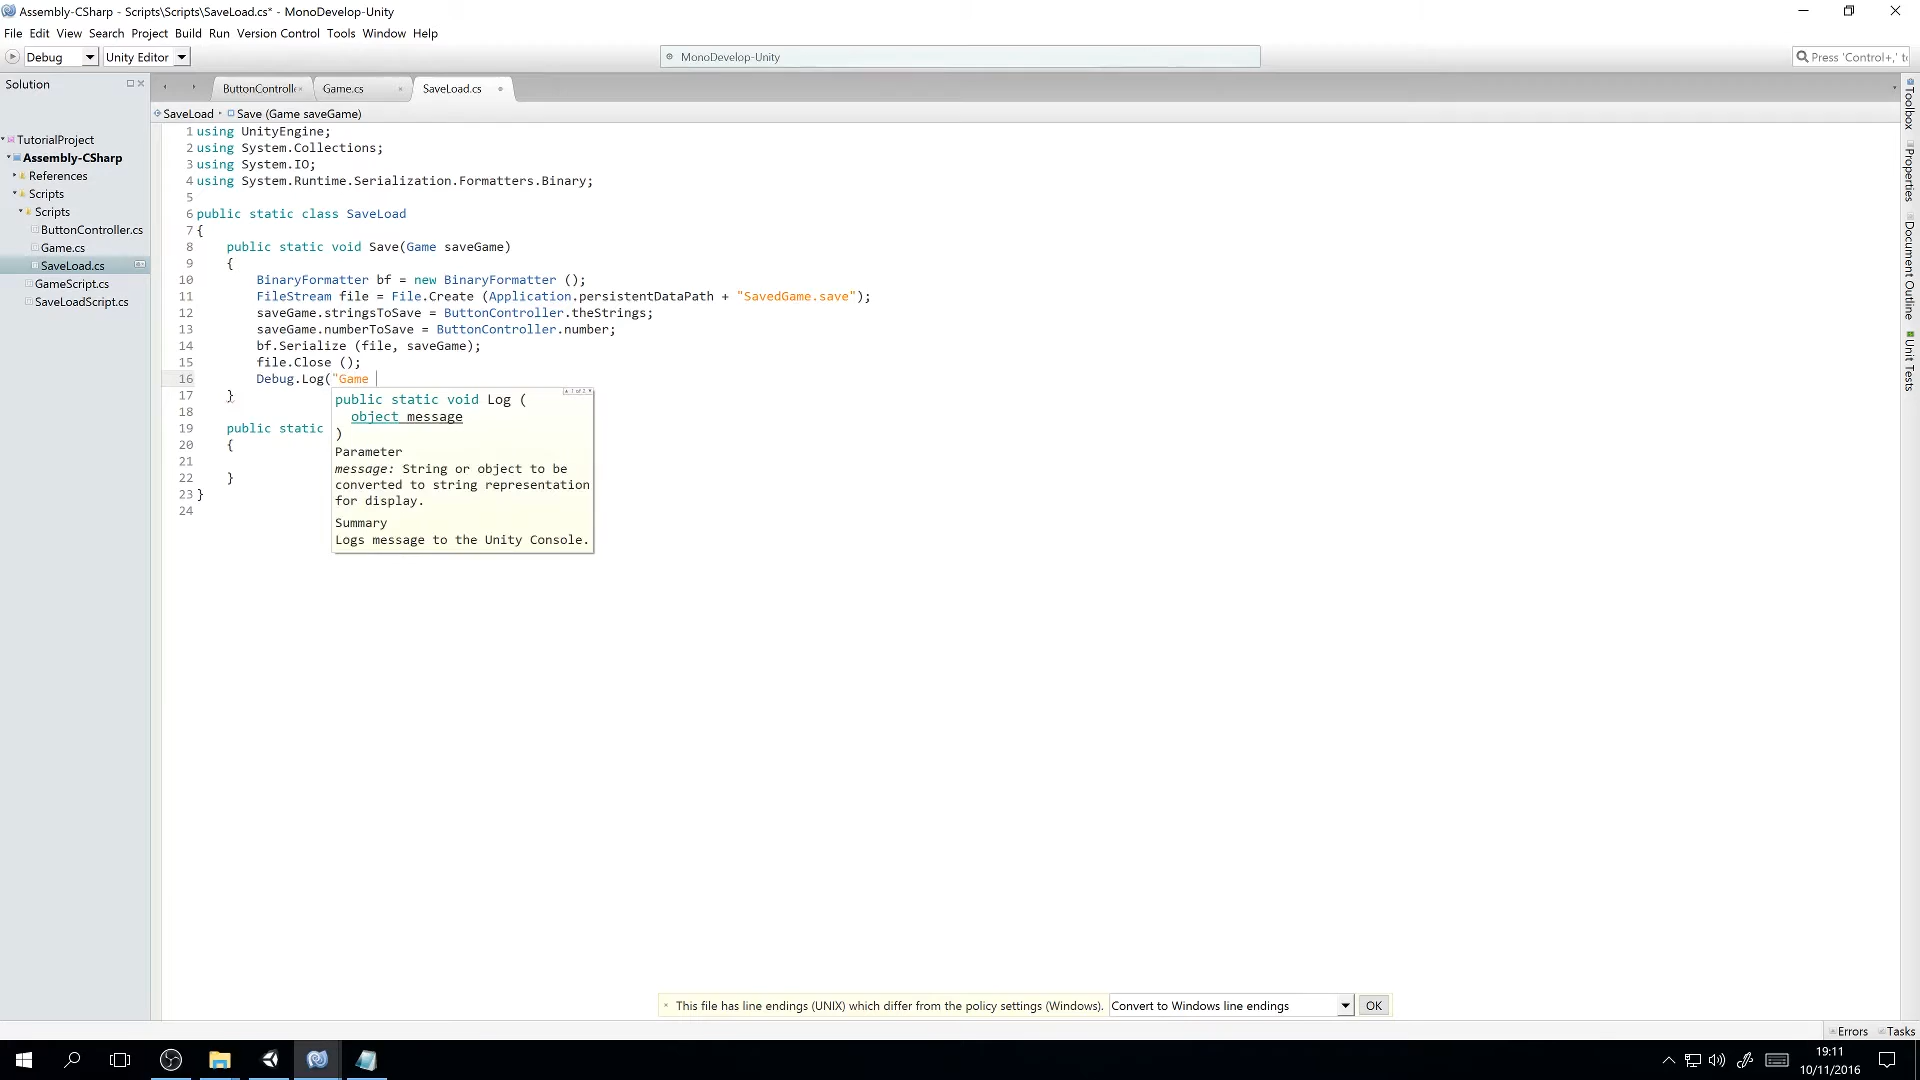 Assembly-CSharp - Scripts\Scripts\SaveLoad.cs* - MonoDevelop-Unity
File Edit View Search Project Build Run Version Control Tools Window Help
Debug Unity Editor MonoDevelop-Unity Press 'Control+,' to
Solution
ButtonControlle Game.cs SaveLoad.cs
SaveLoad Save (Game saveGame)
TutorialProject
Assembly-CSharp
References
Scripts
Scripts
ButtonController.cs
Game.cs
SaveLoad.cs
GameScript.cs
SaveLoadScript.cs
1 using UnityEngine;
2 using System.Collections;
3 using System.IO;
4 using System.Runtime.Serialization.Formatters.Binary;
5
6 public static class SaveLoad
7 {
8 public static void Save(Game saveGame)
9 {
10 BinaryFormatter bf = new BinaryFormatter ();
11 FileStream file = File.Create (Application.persistentDataPath + "SavedGame.save");
12 saveGame.stringsToSave = ButtonController.theStrings;
13 saveGame.numberToSave = ButtonController.number;
14 bf.Serialize (file, saveGame);
15 file.Close ();
16 Debug.Log("Game
17 }
18
19 public static
20 {
21
22 }
23 }
24
1 of 2
public static void Log (
object message
)
Parameter
message: String or object to be
converted to string representation
for display.
Summary
Logs message to the Unity Console.
Toolbox
Properties
Document Outline
Unit Tests
This file has line endings (UNIX) which differ from the policy settings (Windows). Convert to Windows line endings OK
Errors Tasks
19:11
10/11/2016